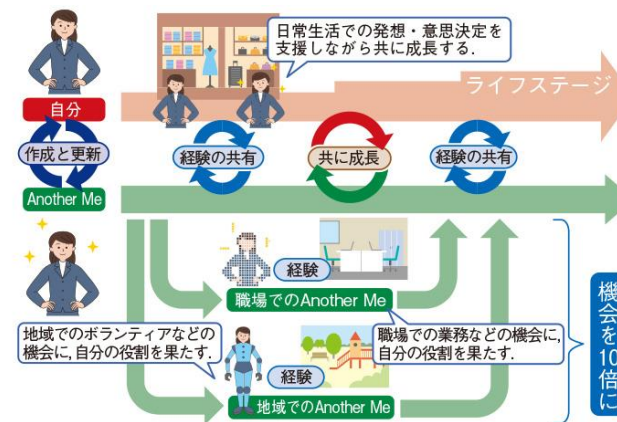 日常生活での発想・意思決定を
支援しながら共に成長する.
ライフステージ
自分
作成と更新
経験の共有
共に成長
経験の共有
Another Me
経験
職場でのAnother Me
地域でのボランティアなどの
機会に,自分の役割を果たす.
職場での業務などの機会に,
自分の役割を果たす.
経験
地域でのAnother Me
機会を10倍に